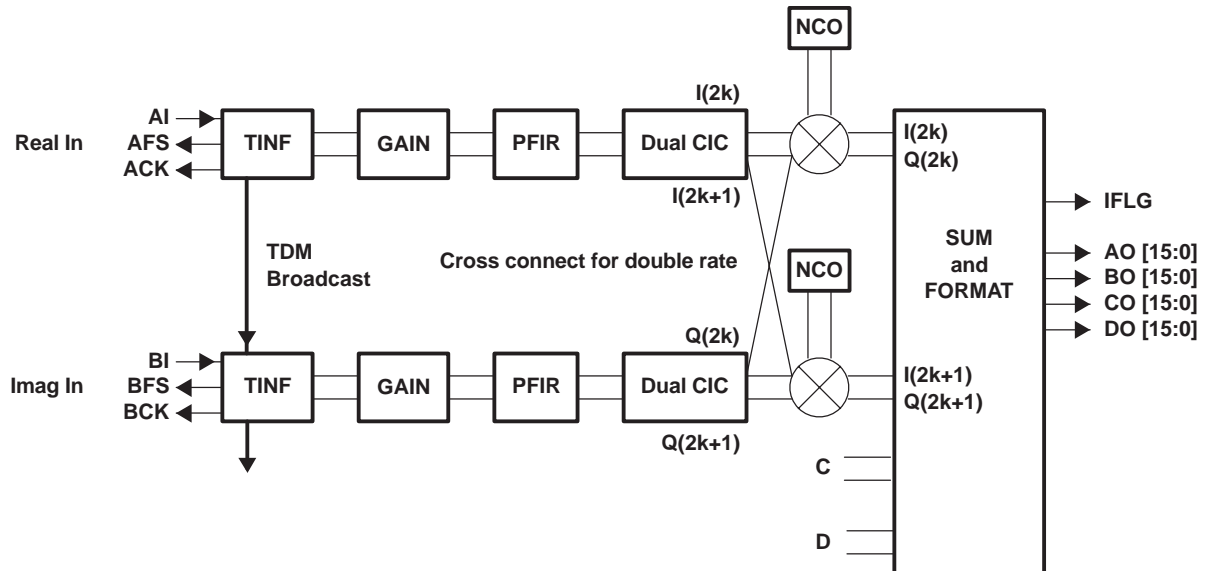 NCO
I(2k)
AI
Real In
AFS
ACK
TINF
GAIN
PFIR
Dual CIC
I(2k)
Q(2k)
I(2k+1)
IFLG
TDM
Broadcast
Cross connect for double rate
NCO
SUM
and
FORMAT
AO [15:0]
BO [15:0]
CO [15:0]
DO [15:0]
Q(2k)
BI
Imag In
BFS
BCK
TINF
GAIN
PFIR
Dual CIC
I(2k+1)
Q(2k+1)
Q(2k+1)
C
D